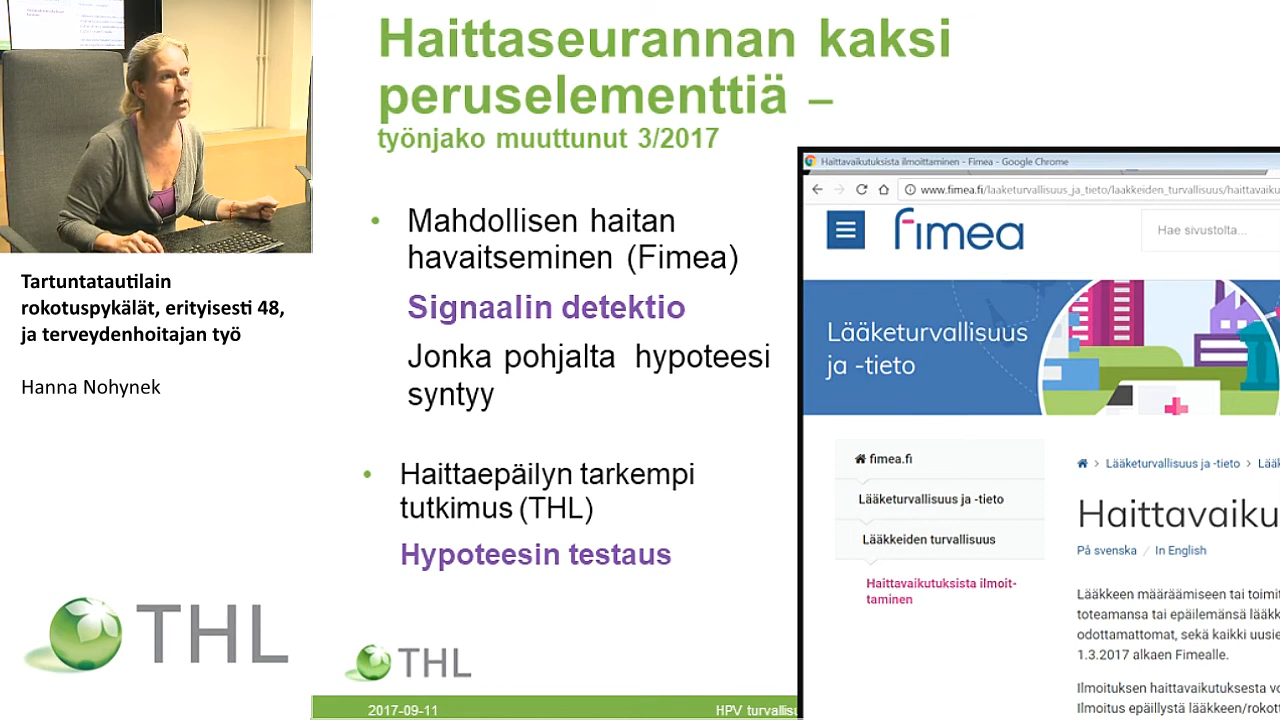 Haittaseurannan kaksi
peruselementtiä –
työnjako muuttunut 3/2017
Tartuntatautilain
rokotuspykälät, erityisesti 48,
ja terveydenhoitajan työ
Hanna Nohynek
THL
• Mahdollisen haitan
havaitseminen (Fimea)
Signaalin detektio
Jonka pohjalta hypoteesi
syntyy
• Haittaepäilyn tarkempi
tutkimus (THL)
Hypoteesin testaus
THL
2017-09-11
HPV turvallisu
Haittavaikutuksista ilmoittaminen - Fimea - Google Chrome
www.fimea.fi/laaketurvallisuus_ja_tieto/laakkeiden_turvallisuus/haittavaiku
fimea
Hae sivustolta...
Lääketurvallisuus
ja -tieto
fimea.fi
Lääketurvallisuus ja -tieto
Lääkkeiden turvallisuus
Haittavaikutuksista ilmoit-
taminen
> Lääketurvallisuus ja -tieto > Lääk
Haittavaiku
På svenska / In English
Lääkkeen määräämiseen tai toimit
toteamansa tai epäilemänsä lääkk
odottamattomat, sekä kaikki uusie
1.3.2017 alkaen Fimealle.
Ilmoituksen haittavaikutuksesta vo
Ilmoitus epäillystä lääkkeen/rokot